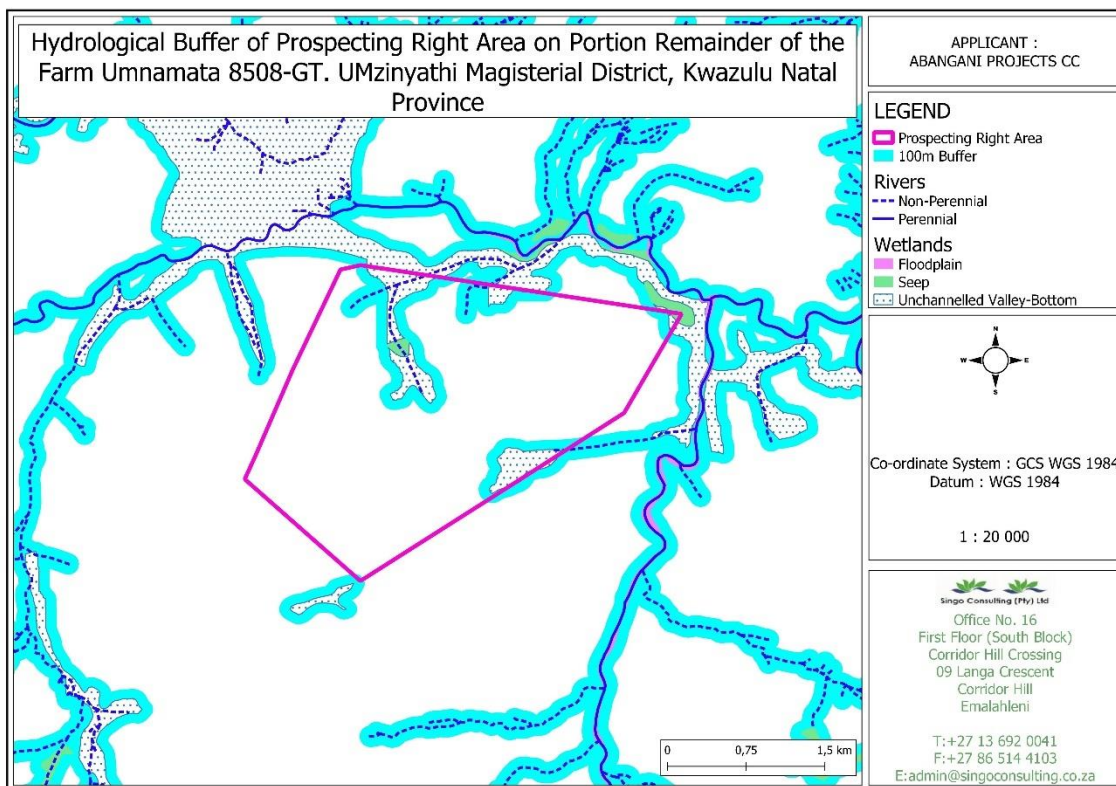 Hydrological Buffer of Prospecting Right Area on Portion Remainder of the
Farm Umnamata 8508-GT. UMzinyathi Magisterial District, Kwazulu Natal
Province
APPLICANT :
ABANGANI PROJECTS CC
LEGEND
Prospecting Right Area
100m Buffer
Rivers
Non-Perennial
Perennial
Wetlands
Floodplain
Seep
Unchannelled Valley-Bottom
N
W E
S
Co-ordinate System : GCS WGS 1984
Datum : WGS 1984
1 : 20 000
Singo Consulting (Pty) Ltd
Office No. 16
First Floor (South Block)
Corridor Hill Crossing
09 Langa Crescent
Corridor Hill
Emalahleni
T:+27 13 692 0041
F:+27 86 514 4103
E:admin@singoconsulting.co.za
0 0,75 1,5 km